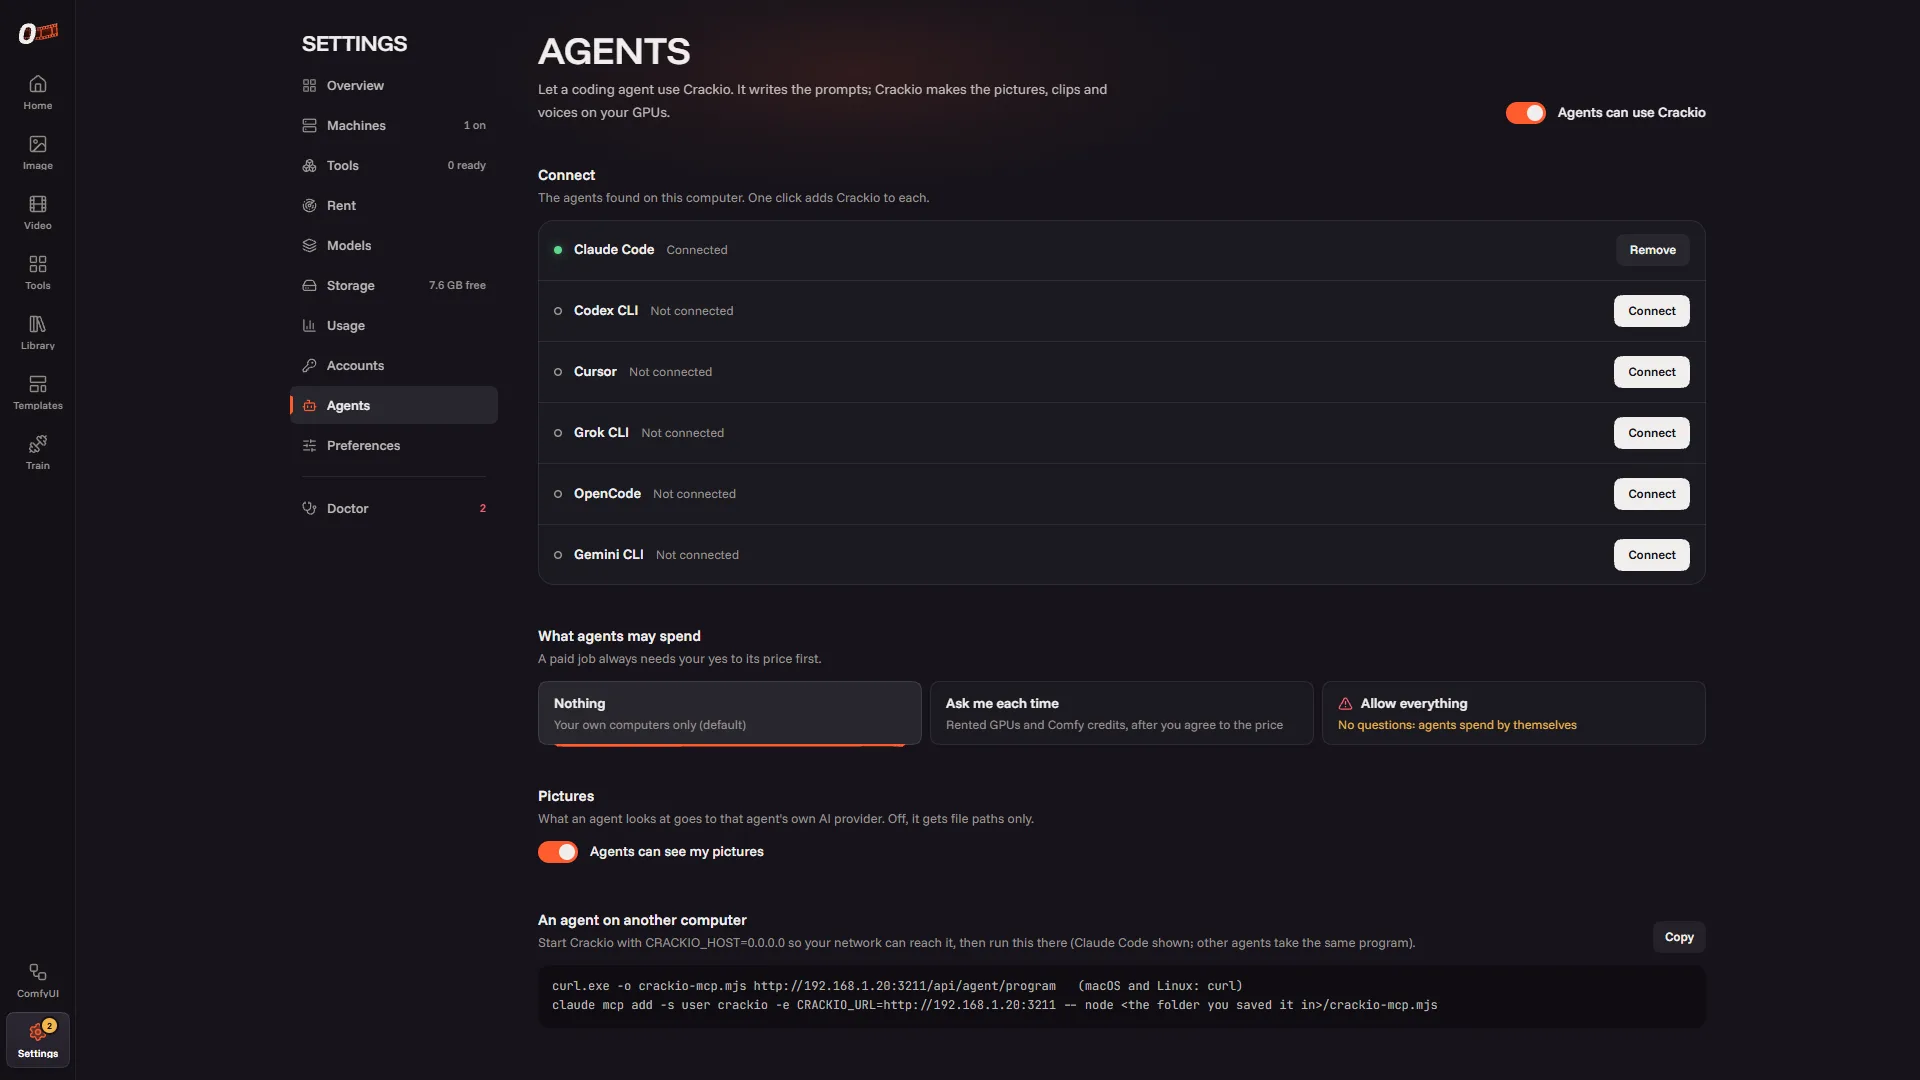 Home
Image
Video
Tools
Library
Templates
Train
ComfyUI
2
Settings
SETTINGS
Overview
Machines 1 on
Tools 0 ready
Rent
Models
Storage 7.6 GB free
Usage
Accounts
Agents
Preferences
Doctor 2
AGENTS
Let a coding agent use Crackio. It writes the prompts; Crackio makes the pictures, clips and
voices on your GPUs.
Agents can use Crackio
Connect
The agents found on this computer. One click adds Crackio to each.
Claude Code Connected Remove
Codex CLI Not connected Connect
Cursor Not connected Connect
Grok CLI Not connected Connect
OpenCode Not connected Connect
Gemini CLI Not connected Connect
What agents may spend
A paid job always needs your yes to its price first.
Nothing
Your own computers only (default)
Ask me each time
Rented GPUs and Comfy credits, after you agree to the price
Allow everything
No questions: agents spend by themselves
Pictures
What an agent looks at goes to that agent's own AI provider. Off, it gets file paths only.
Agents can see my pictures
An agent on another computer
Start Crackio with CRACKIO_HOST=0.0.0.0 so your network can reach it, then run this there (Claude Code shown; other agents take the same program).
Copy
curl.exe -o crackio-mcp.mjs http://192.168.1.20:3211/api/agent/program (macOS and Linux: curl)
claude mcp add -s user crackio -e CRACKIO_URL=http://192.168.1.20:3211 -- node <the folder you saved it in>/crackio-mcp.mjs